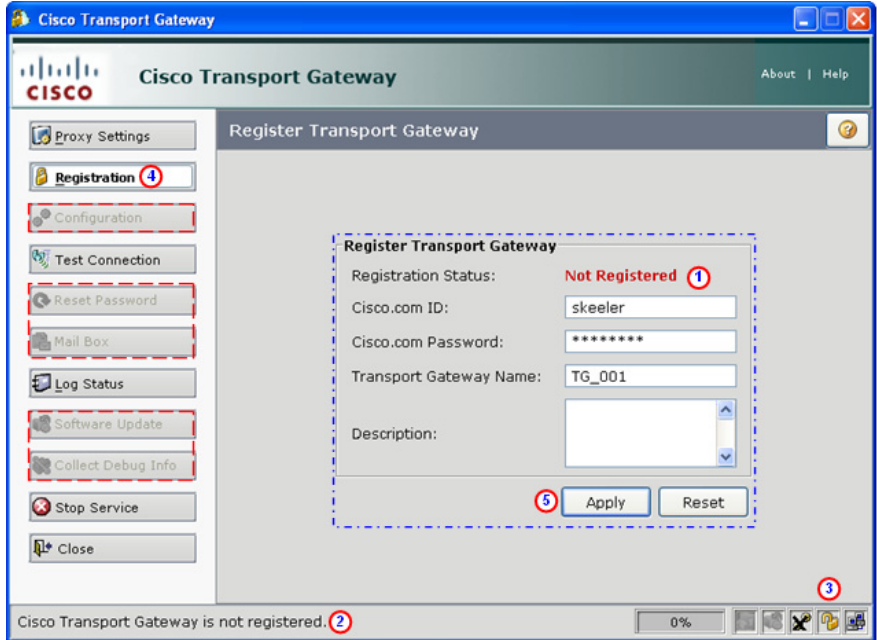 Cisco Transport Gateway
CISCO
Cisco Transport Gateway
About | Help
Proxy Settings
Registration 4
Configuration
Test Connection
Reset Password
Mail Box
Log Status
Software Update
Collect Debug Info
Stop Service
Close
Register Transport Gateway
Register Transport Gateway
Registration Status: Not Registered 1
Cisco.com ID: skeeler
Cisco.com Password: ********
Transport Gateway Name: TG_001
Description:
5 Apply Reset
3
Cisco Transport Gateway is not registered. 2
0%